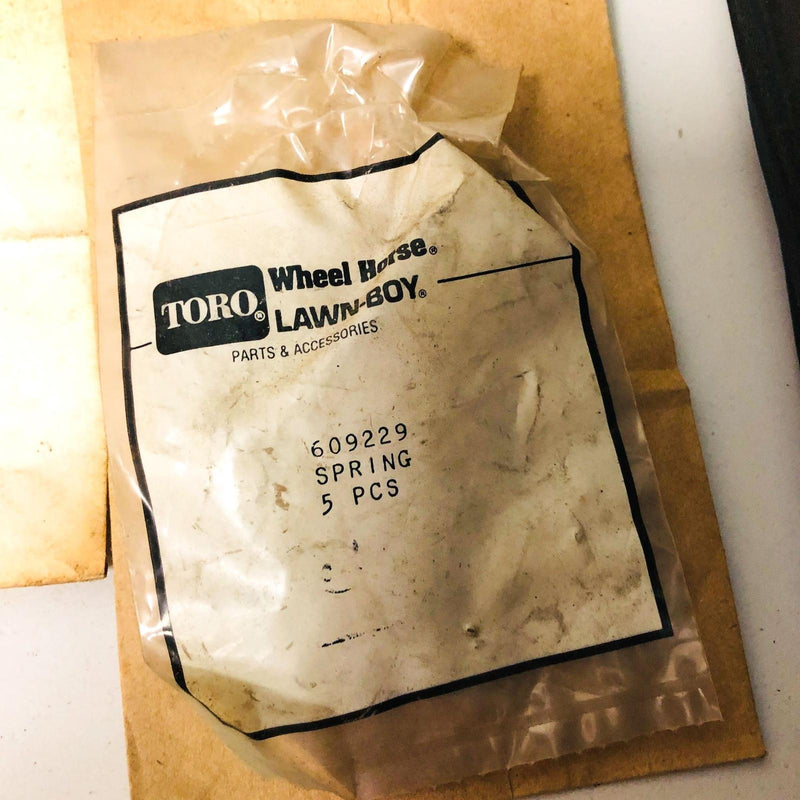 TORO® Wheel Horse®
LAWN-BOY®
PARTS & ACCESSORIES
609229
SPRING
5 PCS